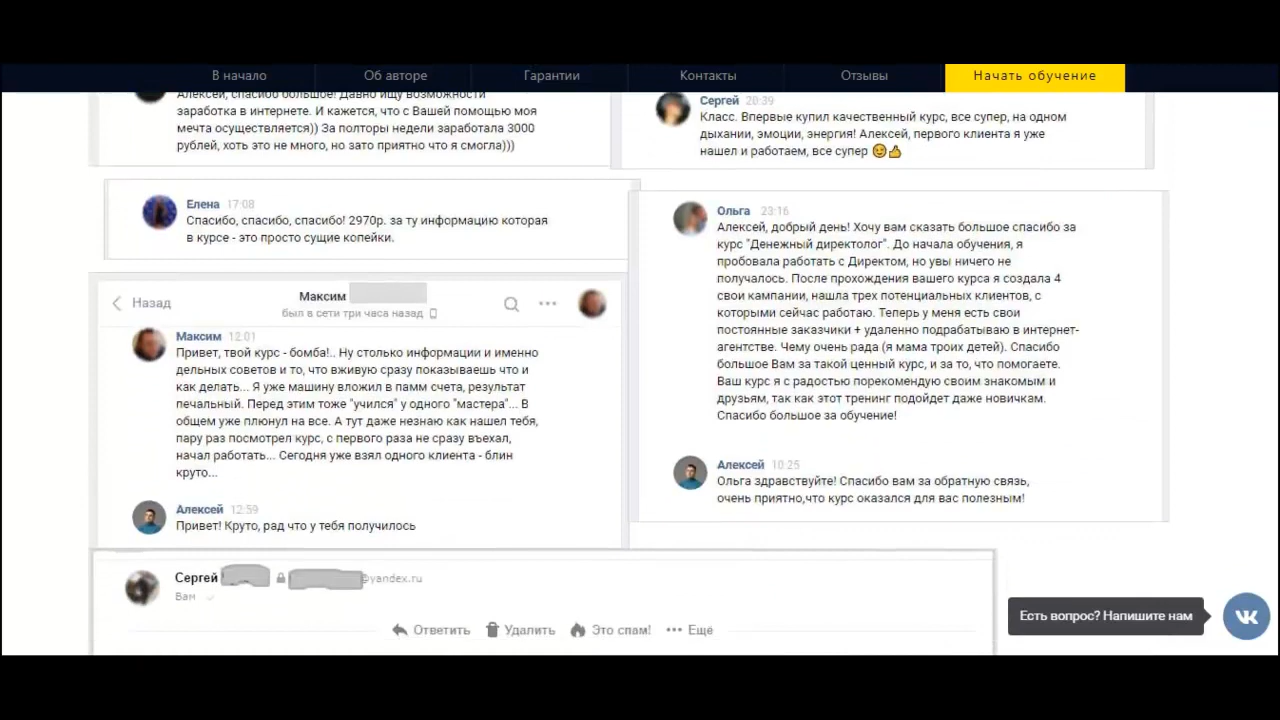 В начало
Об авторе
Гарантии
Контакты
Отзывы
Начать обучение
Алексей, спасибо большое! Давно ищу возможности
заработка в интернете. И кажется, что с Вашей помощью моя
мечта осуществляется)) За полторы недели заработала 3000
рублей, хоть это не много, но зато приятно что я смогла)))
Сергей 20:39
Класс. Впервые купил качественный курс, все супер, на одном
дыхании, эмоции, энергия! Алексей, первого клиента я уже
нашел и работаем, все супер 😉👍
Елена 17:08
Спасибо, спасибо, спасибо! 2970р. за ту информацию которая
в курсе - это просто сущие копейки.
Ольга 23:16
Алексей, добрый день! Хочу вам сказать большое спасибо за
курс "Денежный директолог". До начала обучения, я
пробовала работать с Директом, но увы ничего не
получалось. После прохождения вашего курса я создала 4
свои кампании, нашла трех потенциальных клиентов, с
которыми сейчас работаю. Теперь у меня есть свои
постоянные заказчики + удаленно подрабатываю в интернет-
агентстве. Чему очень рада (я мама троих детей). Спасибо
большое Вам за такой ценный курс, и за то, что помогаете.
Ваш курс я с радостью порекомендую своим знакомым и
друзьям, так как этот тренинг подойдет даже новичкам.
Спасибо большое за обучение!
Алексей 10:25
Ольга здравствуйте! Спасибо вам за обратную связь,
очень приятно,что курс оказался для вас полезным!
Назад
Максим
был в сети три часа назад
Максим 12:01
Привет, твой курс - бомба!.. Ну столько информации и именно
дельных советов и то, что вживую сразу показываешь что и
как делать... Я уже машину вложил в памм счета, результат
печальный. Перед этим тоже "учился" у одного "мастера"... В
общем уже плюнул на все. А тут даже незнаю как нашел тебя,
пару раз посмотрел курс, с первого раза не сразу въехал,
начал работать... Сегодня уже взял одного клиента - блин
круто...
Алексей 12:59
Привет! Круто, рад что у тебя получилось
Сергей @yandex.ru
Вам
Ответить
Удалить
Это спам!
Ещё
Есть вопрос? Напишите нам